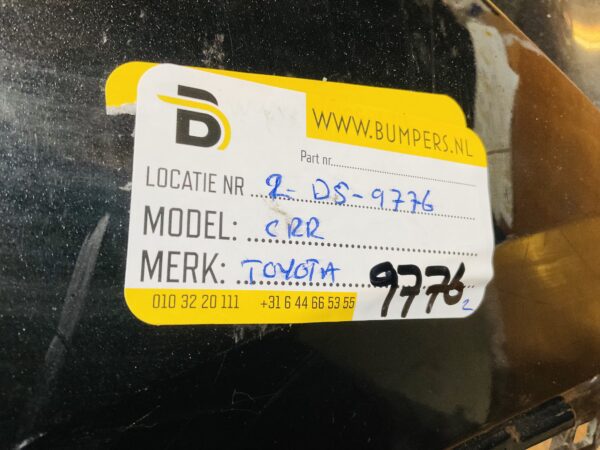 B
WWW.BUMPERS.NL
Part nr.
LOCATIE NR 2-DS-9776
MODEL: CRR
MERK: TOYOTA
9776 2
010 32 20 111 +31 6 44 66 53 55